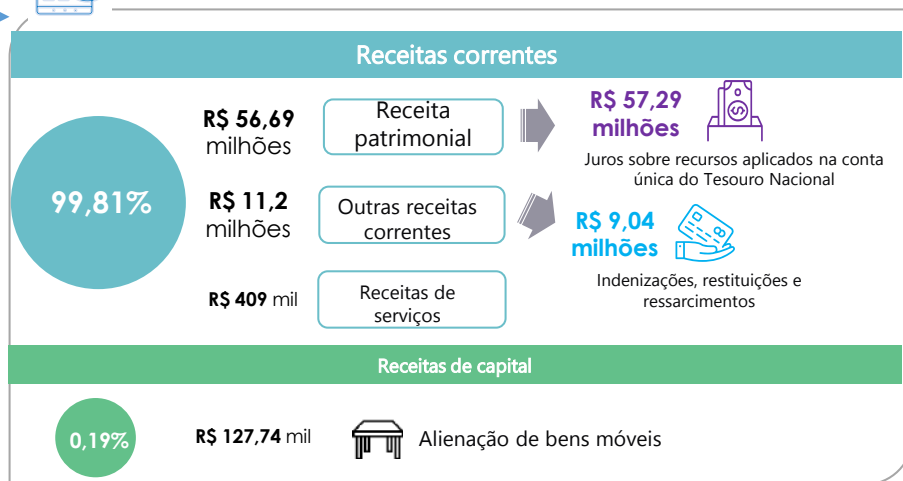 Receitas correntes
99,81%
R$ 56,69
milhões
Receita
patrimonial
R$ 57,29
milhões
Juros sobre recursos aplicados na conta
única do Tesouro Nacional
R$ 11,2
milhões
Outras receitas
correntes
R$ 9,04
milhões
Indenizações, restituições e
ressarcimentos
R$ 409 mil
Receitas de
serviços
Receitas de capital
0,19%
R$ 127,74 mil
Alienação de bens móveis